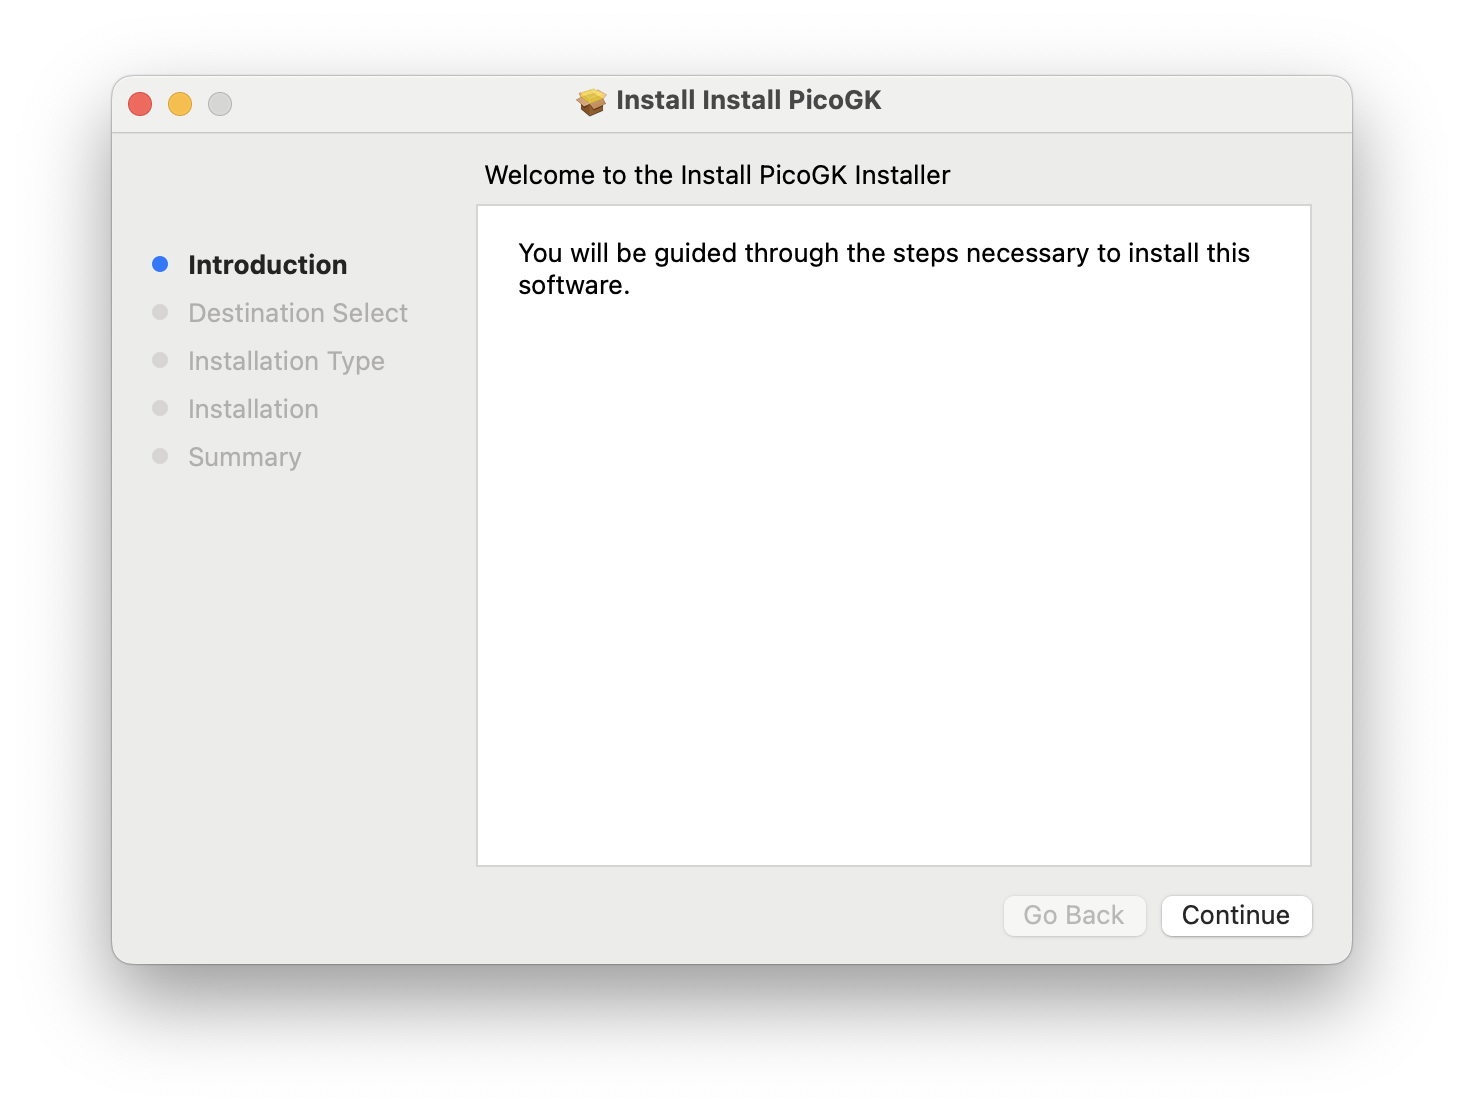 Install Install PicoGK
Welcome to the Install PicoGK Installer
Introduction
Destination Select
Installation Type
Installation
Summary
You will be guided through the steps necessary to install this
software.
Go Back
Continue